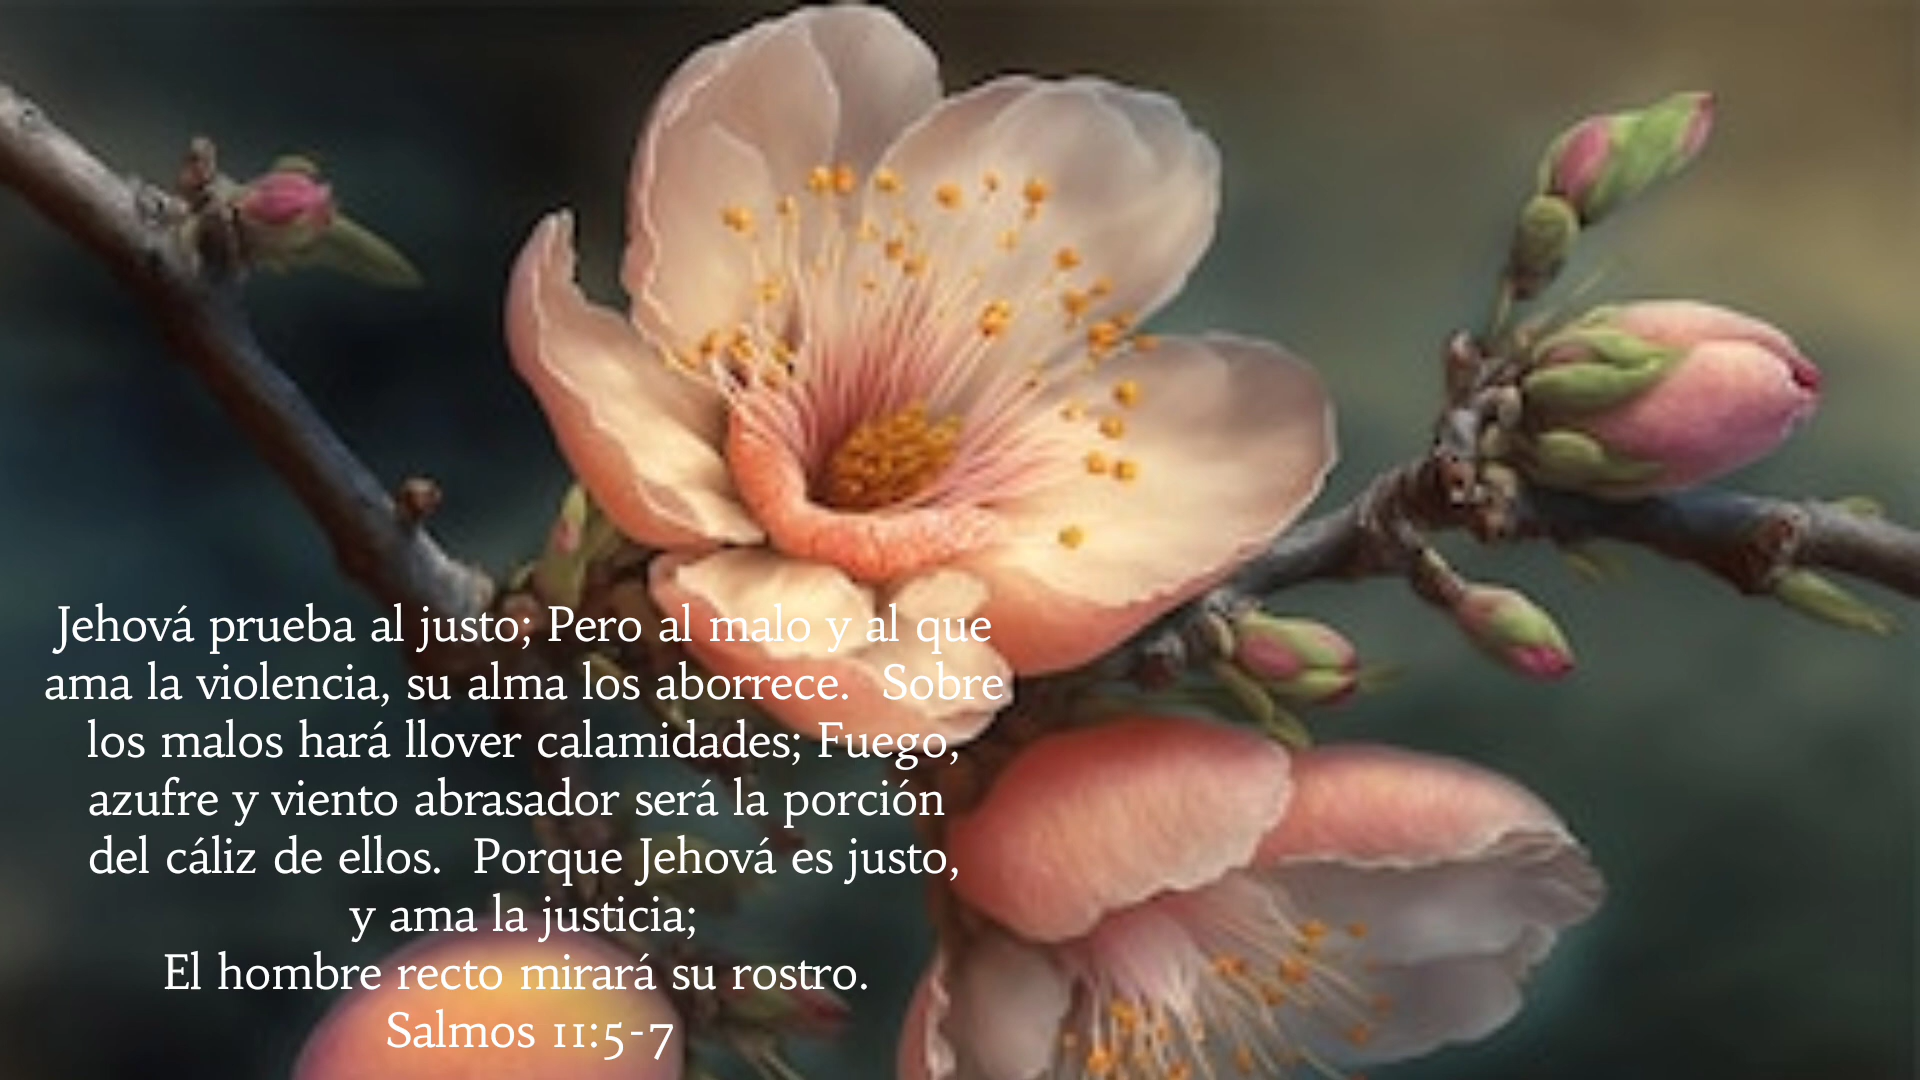 Jehová prueba al justo; Pero al malo y al que
ama la violencia, su alma los aborrece.  Sobre
los malos hará llover calamidades; Fuego,
azufre y viento abrasador será la porción
del cáliz de ellos.  Porque Jehová es justo,
y ama la justicia;
El hombre recto mirará su rostro.
Salmos 11:5-7